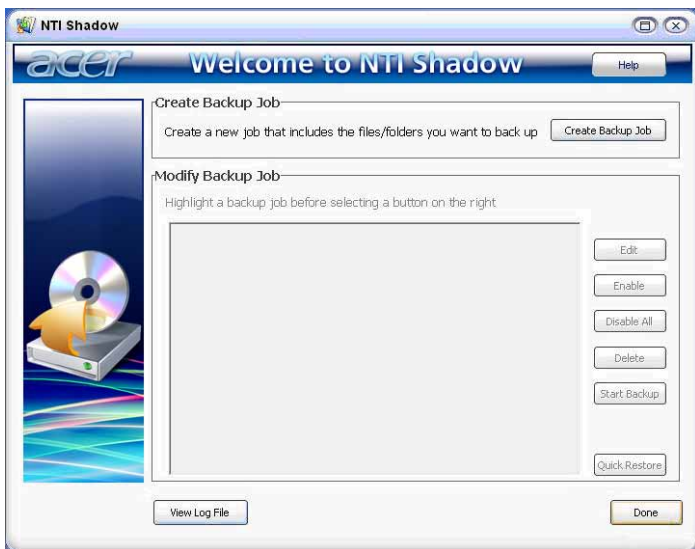 NTI Shadow
acer Welcome to NTI Shadow Help
Create Backup Job
Create a new job that includes the files/folders you want to back up Create Backup Job
Modify Backup Job
Highlight a backup job before selecting a button on the right
Edit
Enable
Disable All
Delete
Start Backup
Quick Restore
View Log File Done